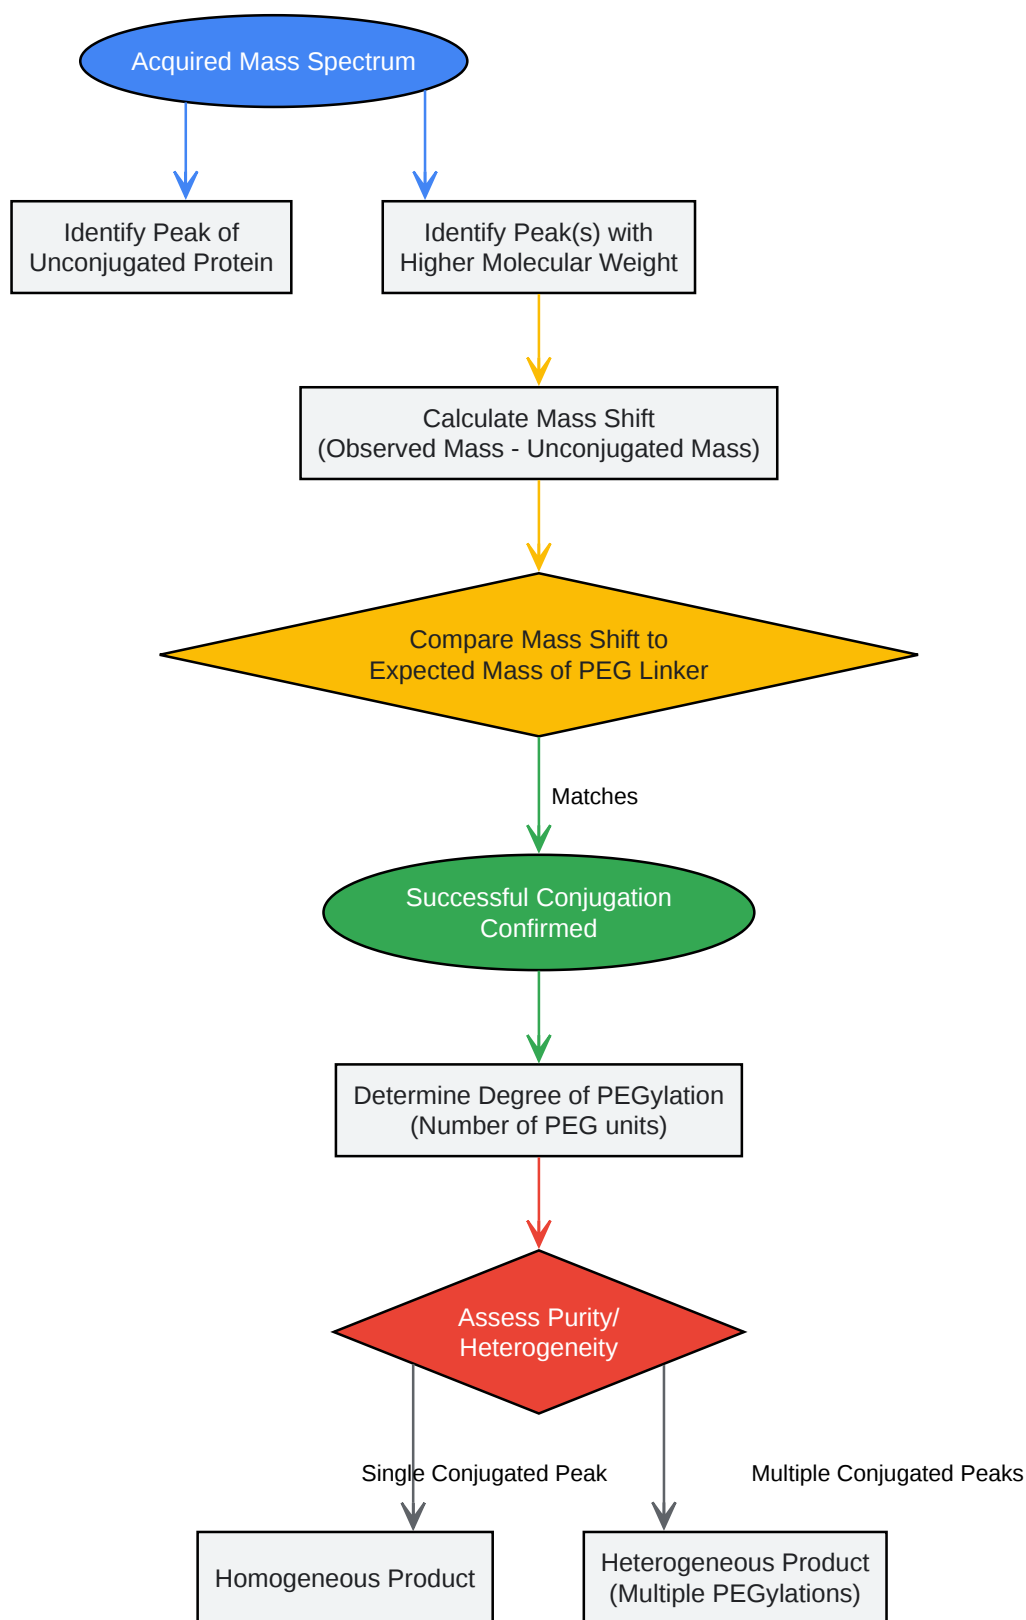 Acquired Mass Spectrum
Identify Peak of
Unconjugated Protein
Identify Peak(s) with
Higher Molecular Weight
Calculate Mass Shift
(Observed Mass - Unconjugated Mass)
Compare Mass Shift to
Expected Mass of PEG Linker
Matches
Successful Conjugation
Confirmed
Determine Degree of PEGylation
(Number of PEG units)
Assess Purity/
Heterogeneity
Single Conjugated Peak
Multiple Conjugated Peaks
Homogeneous Product
Heterogeneous Product
(Multiple PEGylations)